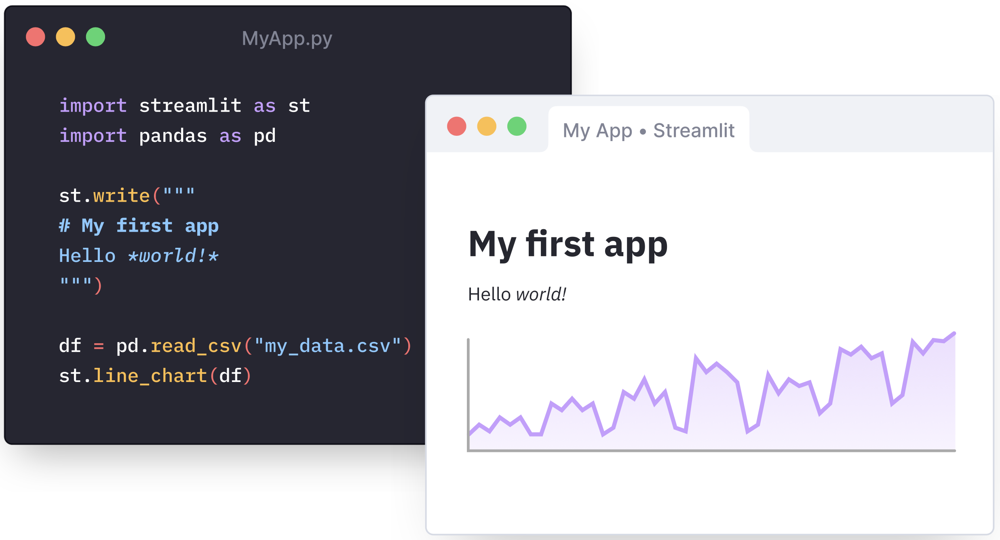 MyApp.py
import streamlit as st
import pandas as pd
st.write("""
# My first app
Hello *world!*
""")
df = pd.read_csv("my_data.csv")
st.line_chart(df)
My App • Streamlit
My first app
Hello world!